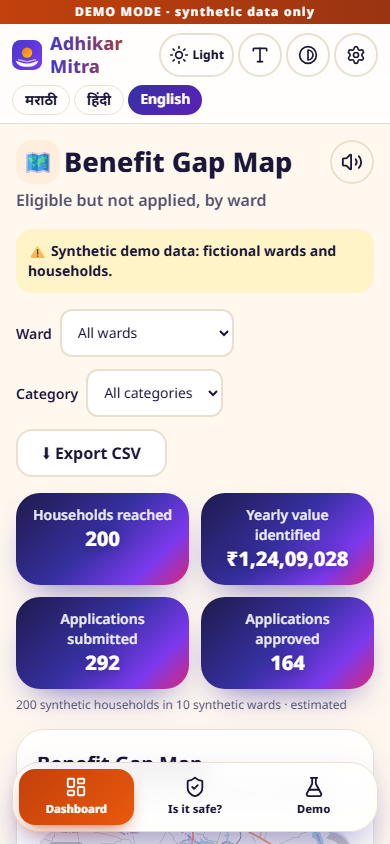 DEMO MODE · synthetic data only
Adhikar
Mitra
Light
मराठी
हिंदी
English
Benefit Gap Map
Eligible but not applied, by ward
Synthetic demo data: fictional wards and
households.
Ward
All wards
Category
All categories
⬇ Export CSV
Households reached
200
Yearly value
identified
₹1,24,09,028
Applications
submitted
292
Applications
approved
164
200 synthetic households in 10 synthetic wards · estimated
Benefit Gap Map
Dashboard
Is it safe?
Demo